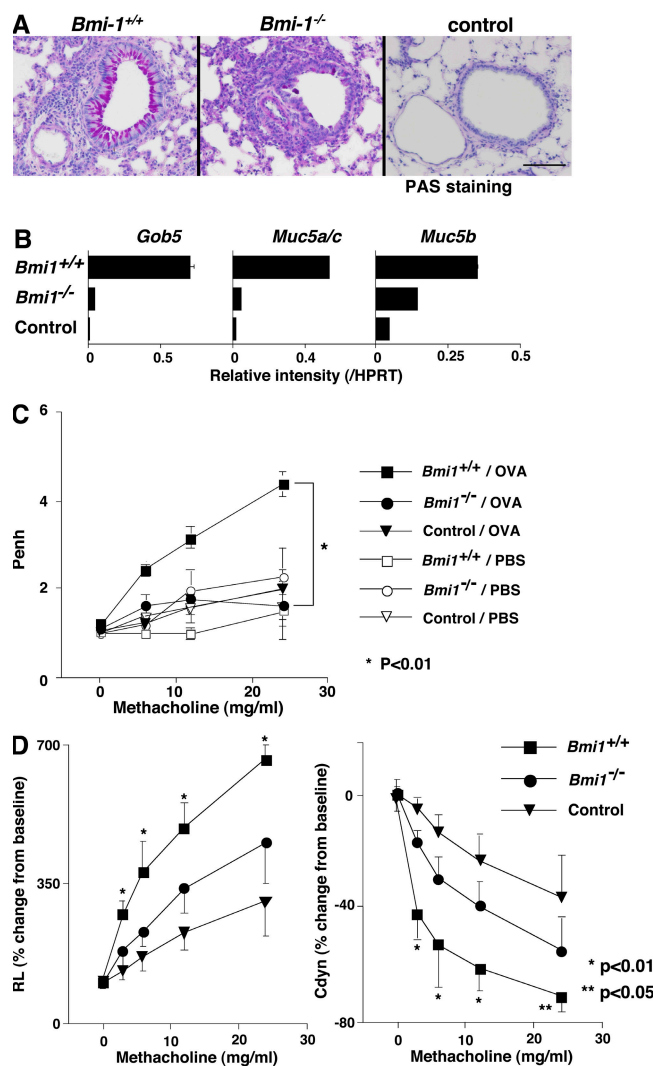 A Bmi-1+/+ Bmi-1-/- control
PAS staining
B Gob5 Muc5a/c Muc5b
Bmi1+/+
Bmi1-/-
Control
0 0.5 0 0.5 0 0.25 0.5
Relative intensity (/HPRT)
C
6
4
2
0
Penh
0 10 20 30
Methacholine (mg/ml)
*
Bmi1+/+ / OVA
Bmi1-/- / OVA
Control / OVA
Bmi1+/+ / PBS
Bmi1-/- / PBS
Control / PBS
* P<0.01
D
700
350
0
RL (% change from baseline)
* * * *
0 10 20 30
Methacholine (mg/ml)
0
-40
-80
Cdyn (% change from baseline)
Bmi1+/+
Bmi1-/-
Control
* * * **
* p<0.01
** p<0.05
0 10 20 30
Methacholine (mg/ml)